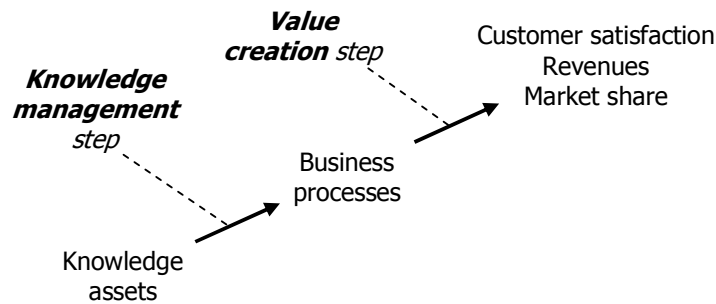 Value
creation step
Customer satisfaction
Revenues
Market share
Knowledge
management
step
Business
processes
Knowledge
assets